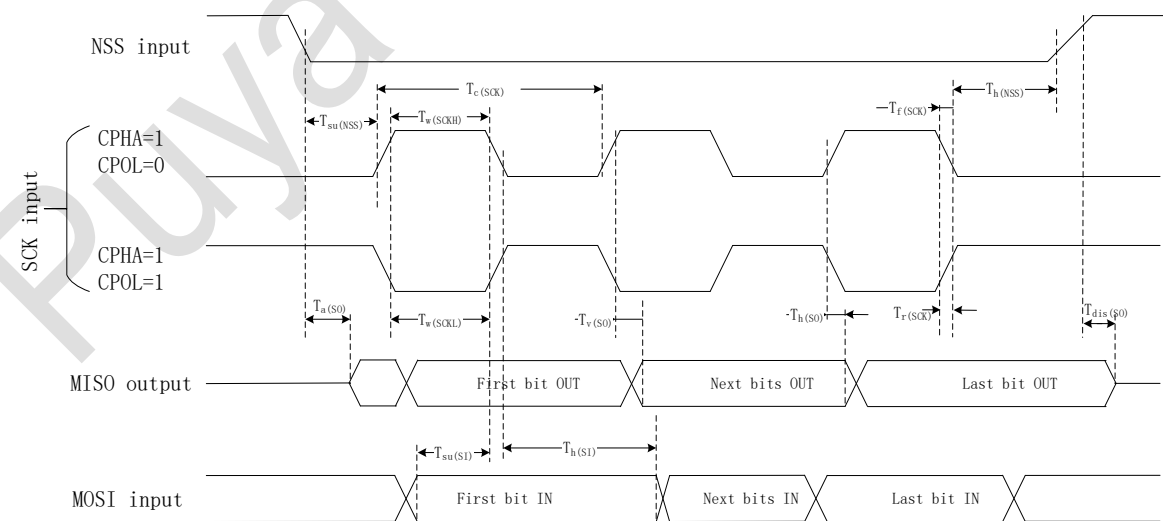 NSS input
Tc(SCK)
Th(NSS)
Tf(SCK)
Tsu(NSS)
Tw(SCKH)
CPHA=1
CPOL=0
SCK input
CPHA=1
CPOL=1
Ta(SO)
Tw(SCKL)
Tv(SO)
Th(SO)
Tr(SCK)
Tdis(SO)
MISO output
First bit OUT
Next bits OUT
Last bit OUT
Tsu(SI)
Th(SI)
MOSI input
First bit IN
Next bits IN
Last bit IN
Puya